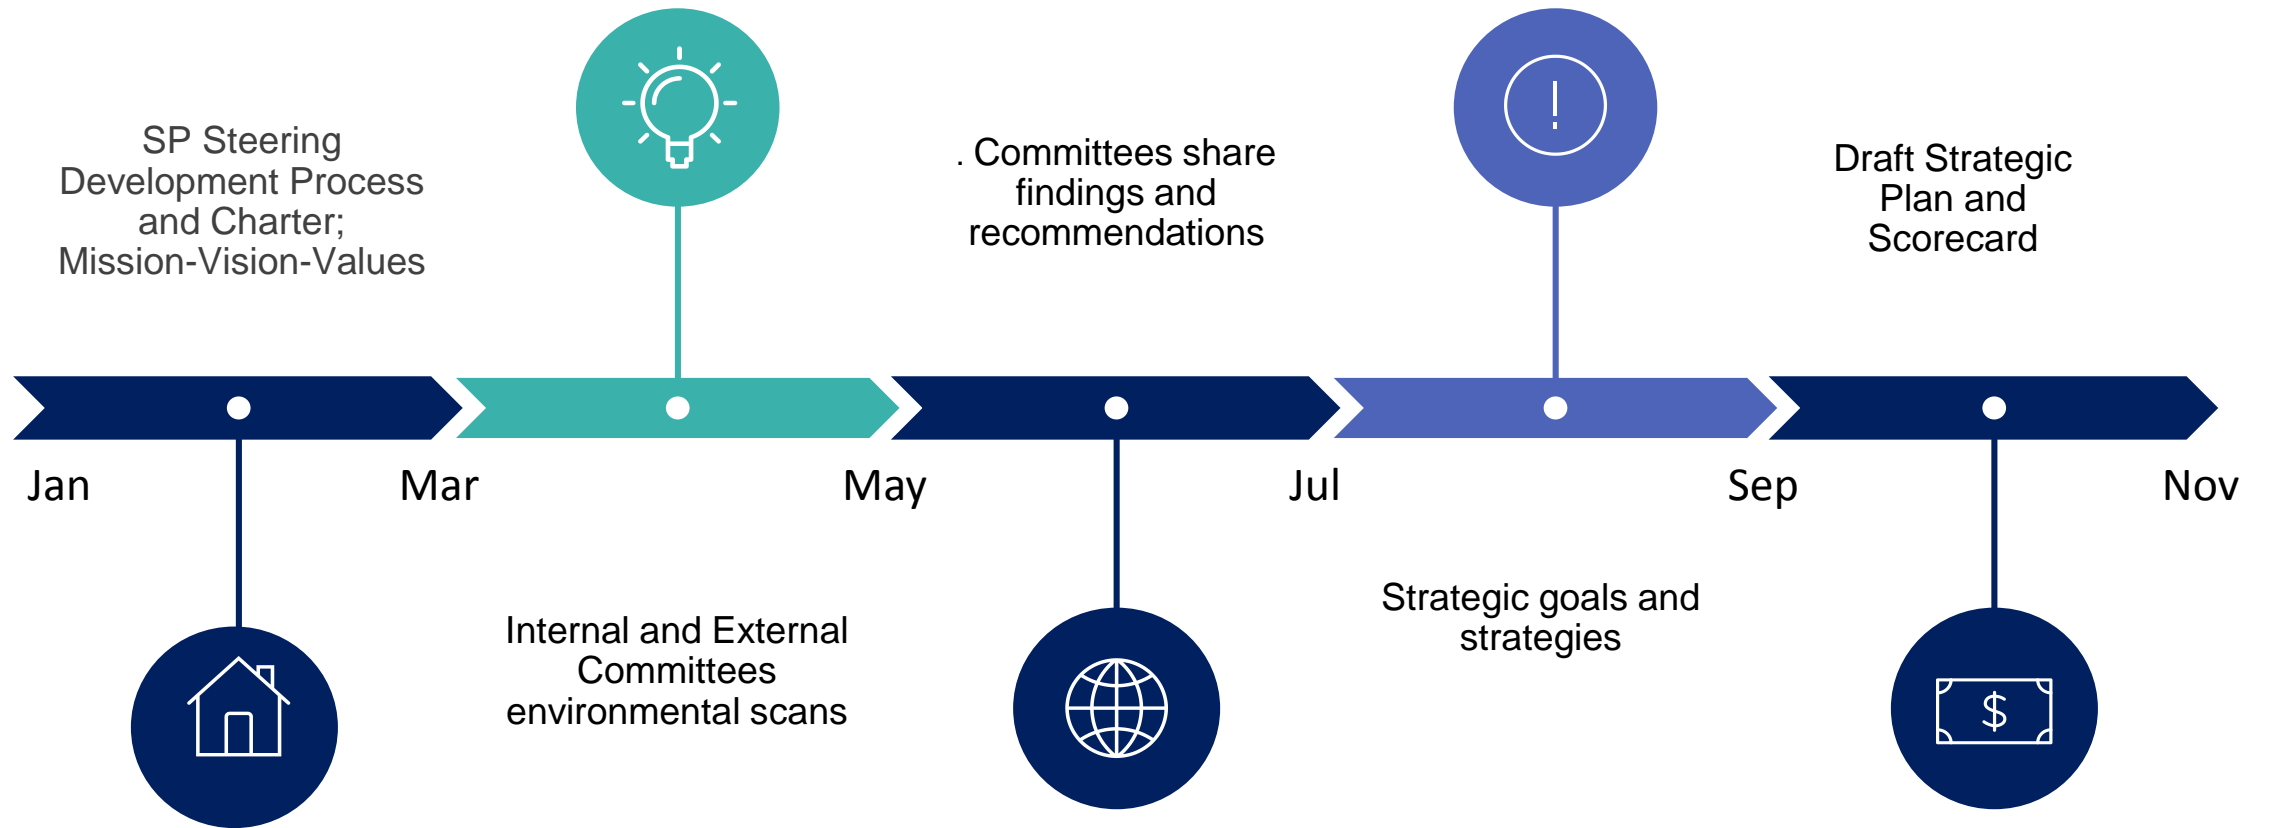 SP Steering
Development Process
and Charter;
Mission-Vision-Values
. Committees share
findings and
recommendations
Draft Strategic
Plan and
Scorecard
Jan
Mar
May
Jul
Sep
Nov
Internal and External
Committees
environmental scans
Strategic goals and
strategies
$